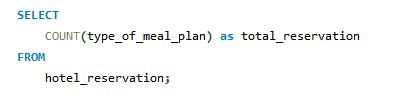 SELECT
COUNT(type_of_meal_plan) as total_reservation
FROM
hotel_reservation;